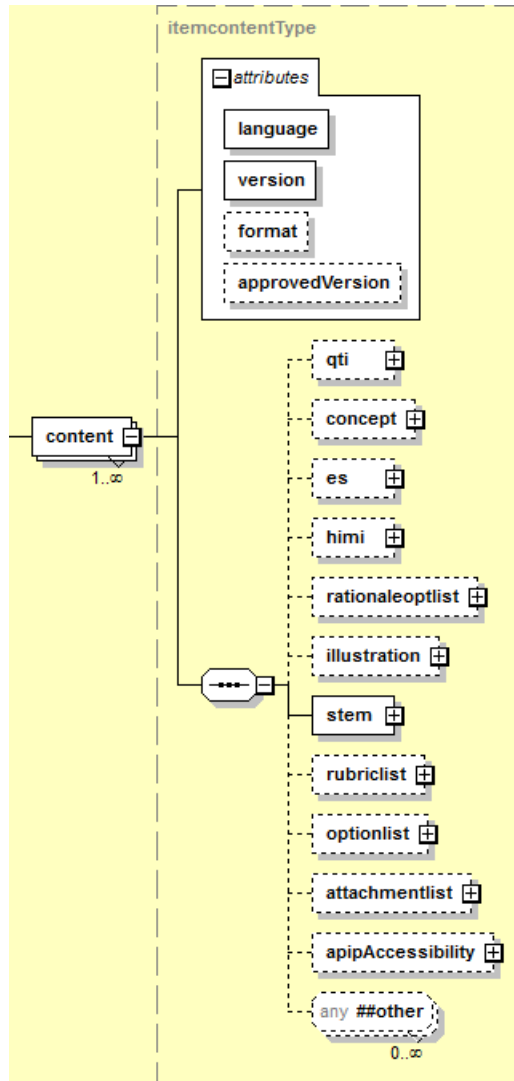 itemcontentType
attributes
language
version
format
approvedVersion
qti
concept
content
1..∞
es
himi
rationaleoptlist
illustration
stem
rubriclist
optionlist
attachmentlist
apipAccessibility
any ##other
0..∞